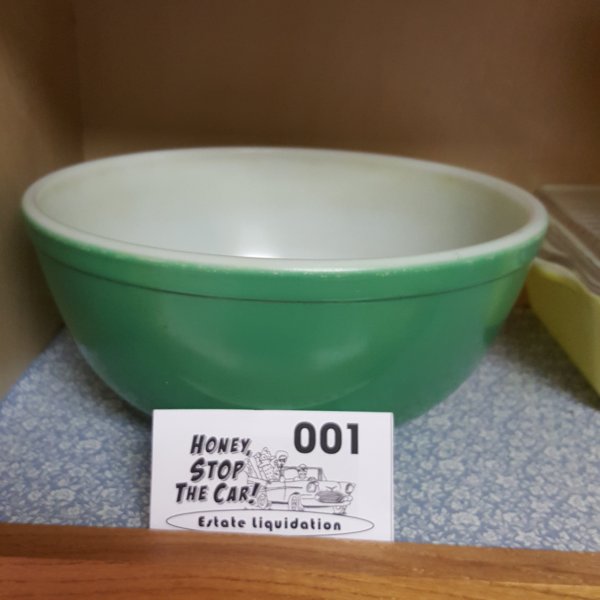 001
HONEY,
STOP
THE CAR!
Estate Liquidation